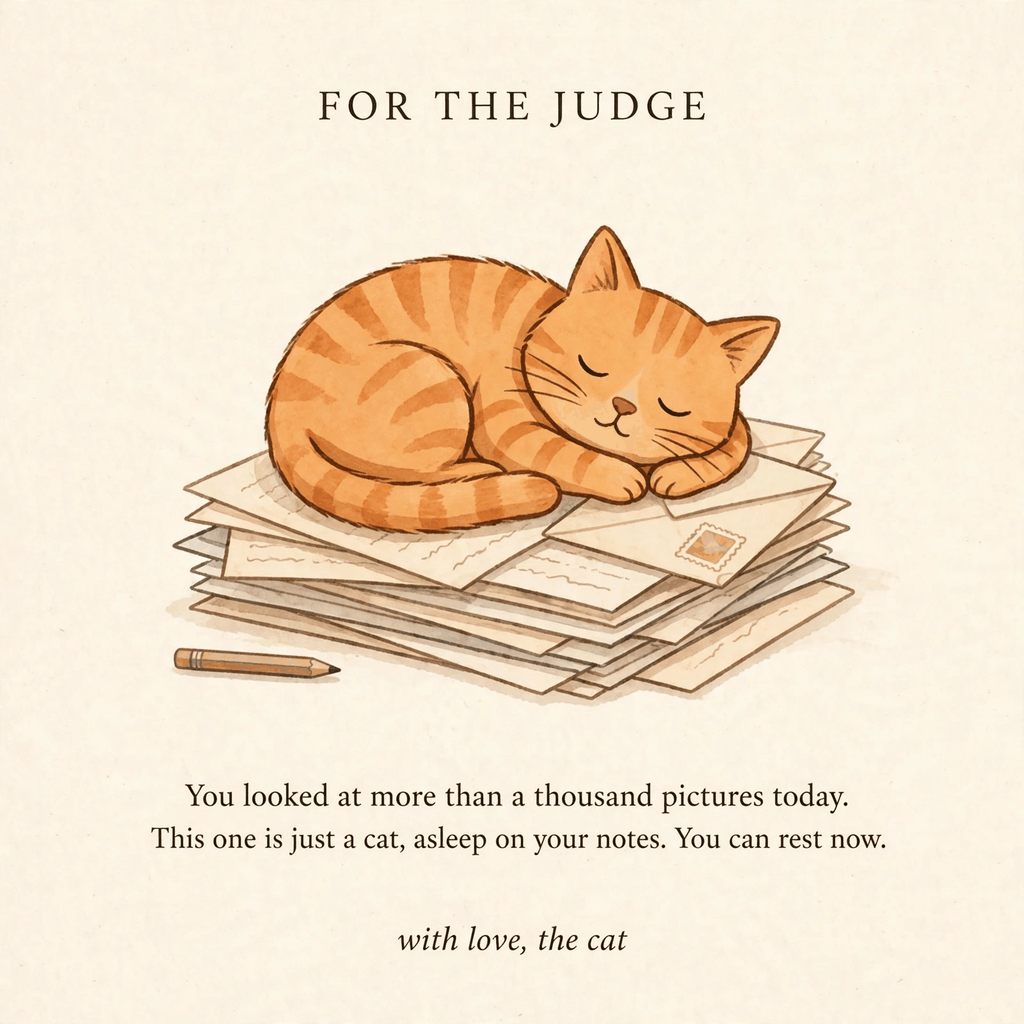 FOR THE JUDGE
You looked at more than a thousand pictures today.
This one is just a cat, asleep on your notes. You can rest now.
with love, the cat